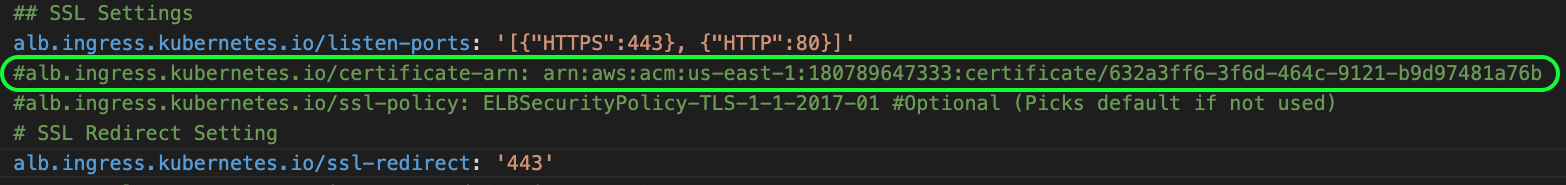 ## SSL Settings
alb.ingress.kubernetes.io/listen-ports: '[{"HTTPS":443}, {"HTTP":80}]'
#alb.ingress.kubernetes.io/certificate-arn: arn:aws:acm:us-east-1:180789647333:certificate/632a3ff6-3f6d-464c-9121-b9d97481a76b
#alb.ingress.kubernetes.io/ssl-policy: ELBSecurityPolicy-TLS-1-1-2017-01 #Optional (Picks default if not used)
# SSL Redirect Setting
alb.ingress.kubernetes.io/ssl-redirect: '443'